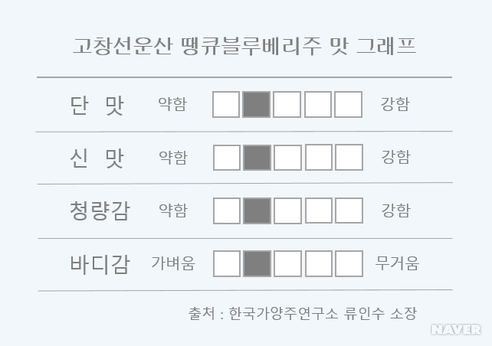 고창선운산 땡큐블루베리주 맛 그래프
단 맛 약함 강함
신 맛 약함 강함
청량감 약함 강함
바디감 가벼움 무거움
출처 : 한국가양주연구소 류인수 소장
NAVER